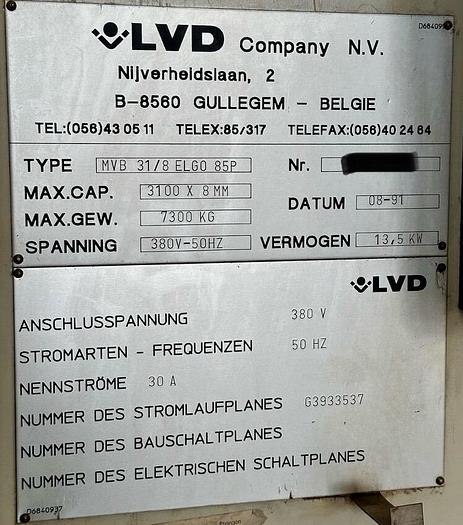 D684093
LVD Company N.V.
Nijverheidslaan, 2
B-8560 GULLEGEM - BELGIE
TEL:(056)43 05 11 TELEX:85/317 TELEFAX:(056)40 24 64
TYPE MVB 31/8 ELGO 85P Nr.
MAX.CAP. 3100 X 8 MM
DATUM 08-91
MAX.GEW. 7300 KG
SPANNING 380V-50HZ VERMOGEN 13,5 KW
LVD
ANSCHLUSSPANNUNG 380 V
STROMARTEN - FREQUENZEN 50 HZ
NENNSTRÖME 30 A
NUMMER DES STROMLAUFPLANES G3933537
NUMMER DES BAUSCHALTPLANES
NUMMER DES ELEKTRISCHEN SCHALTPLANES
D6840937